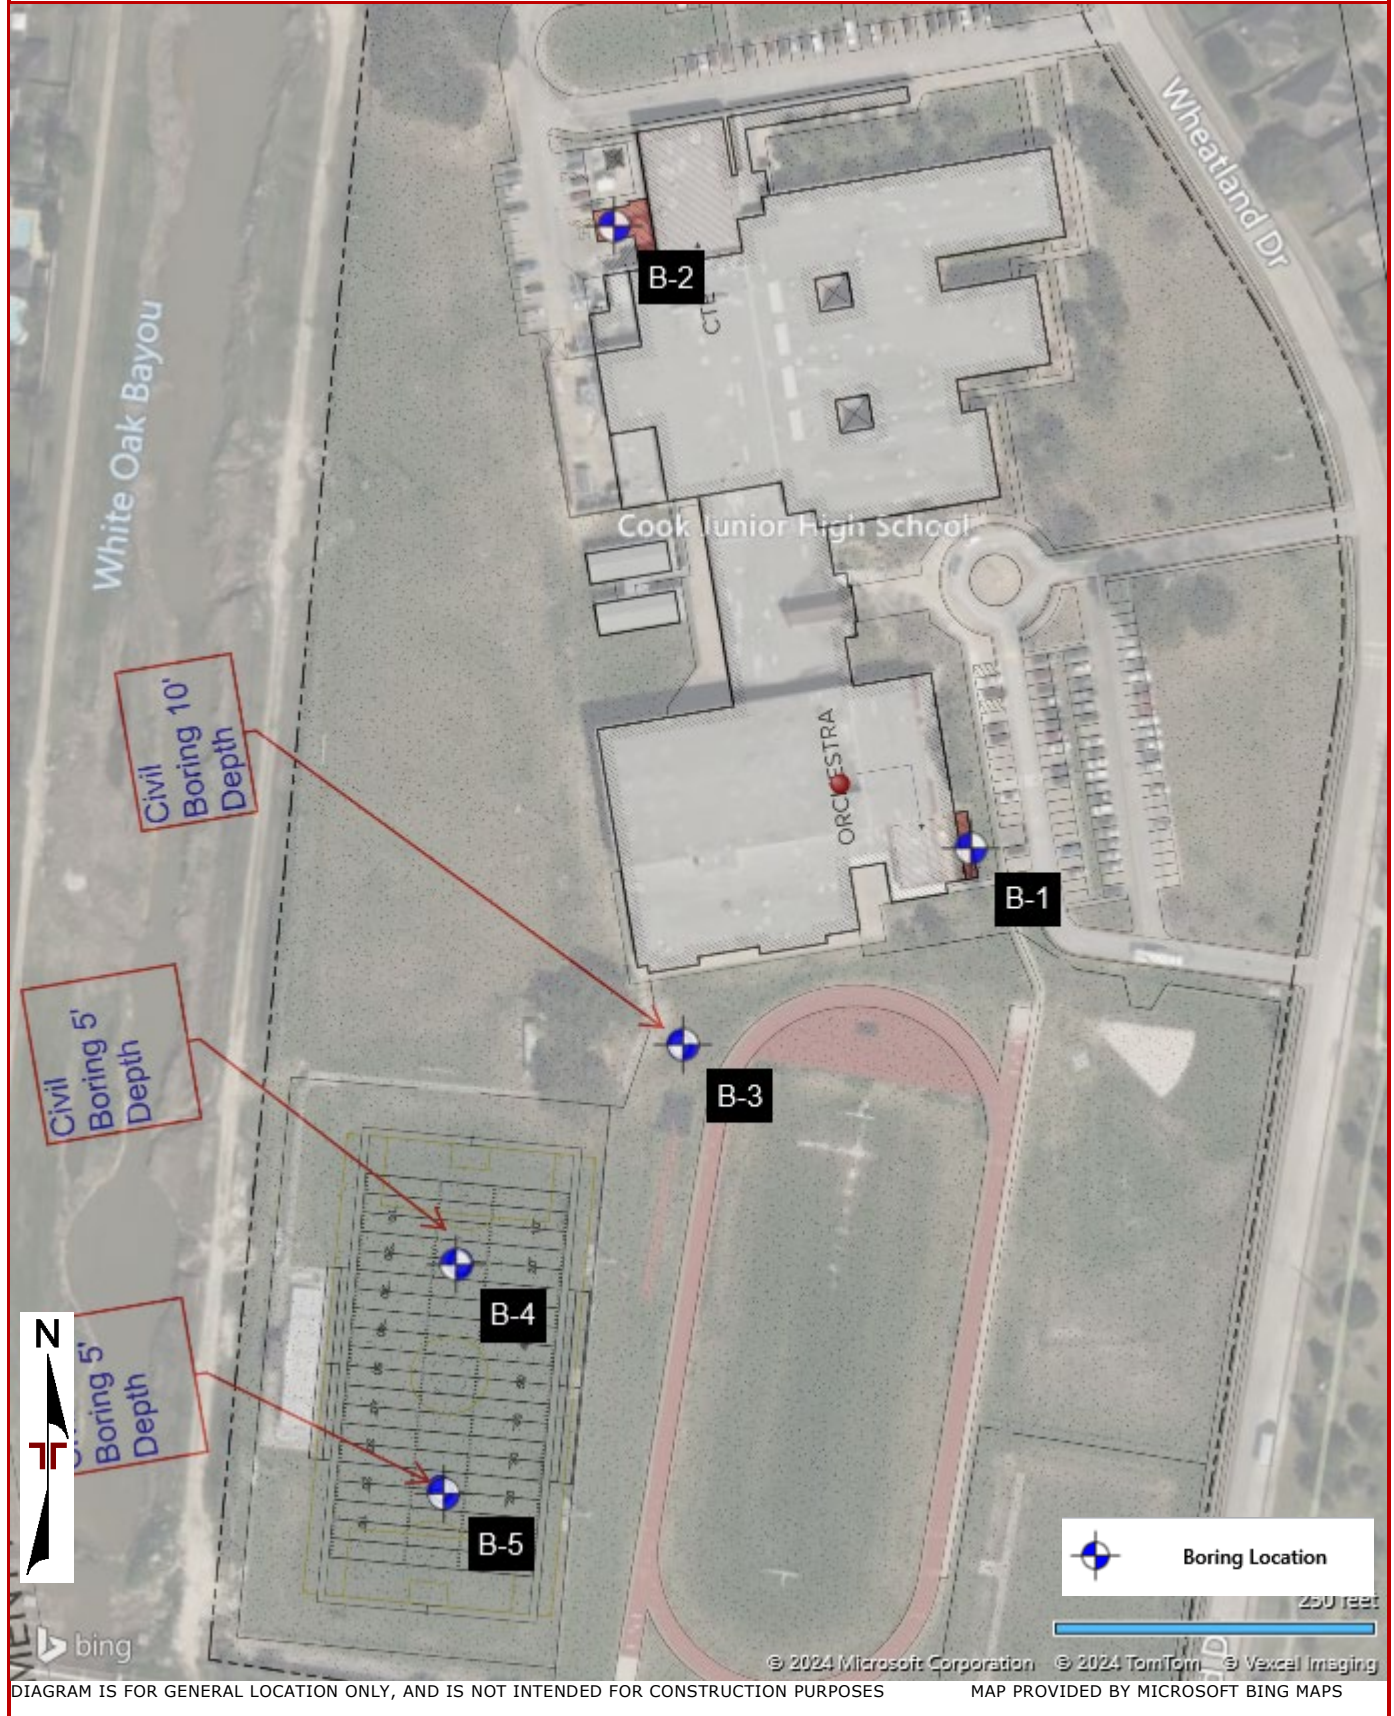 Wheatland Dr
B-2
CTE
White Oak Bayou
Cook Junior High School
Civil
Boring 10'
Depth
ORCHESTRA
B-1
Civil
Boring 5'
Depth
B-3
B-4
N
Boring 5'
Depth
B-5
Boring Location
250 feet
bing
© 2024 Microsoft Corporation © 2024 TomTom © Vexcel Imaging
DIAGRAM IS FOR GENERAL LOCATION ONLY, AND IS NOT INTENDED FOR CONSTRUCTION PURPOSES
MAP PROVIDED BY MICROSOFT BING MAPS